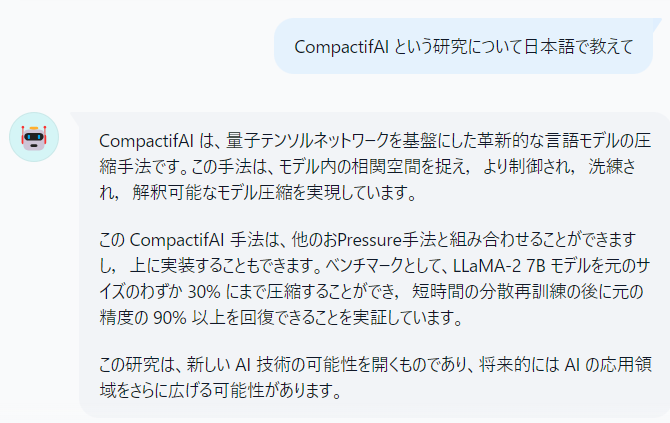 CompactifAI という研究について日本語で教えて
CompactifAI は、量子テンソルネットワークを基盤にした革新的な言語モデルの圧
縮手法です。この手法は、モデル内の相関空間を捉え，より制御され，洗練さ
れ，解釈可能なモデル圧縮を実現しています。
この CompactifAI 手法は、他のおPressure手法と組み合わせることができます
し，上に実装することもできます。ベンチマークとして、LLaMA-2 7B モデルを元のサ
イズのわずか 30% にまで圧縮することができ，短時間の分散再訓練の後に元の
精度の 90% 以上を回復できることを実証しています。
この研究は、新しい AI 技術の可能性を開くものであり、将来的には AI の応用領
域をさらに広げる可能性があります。